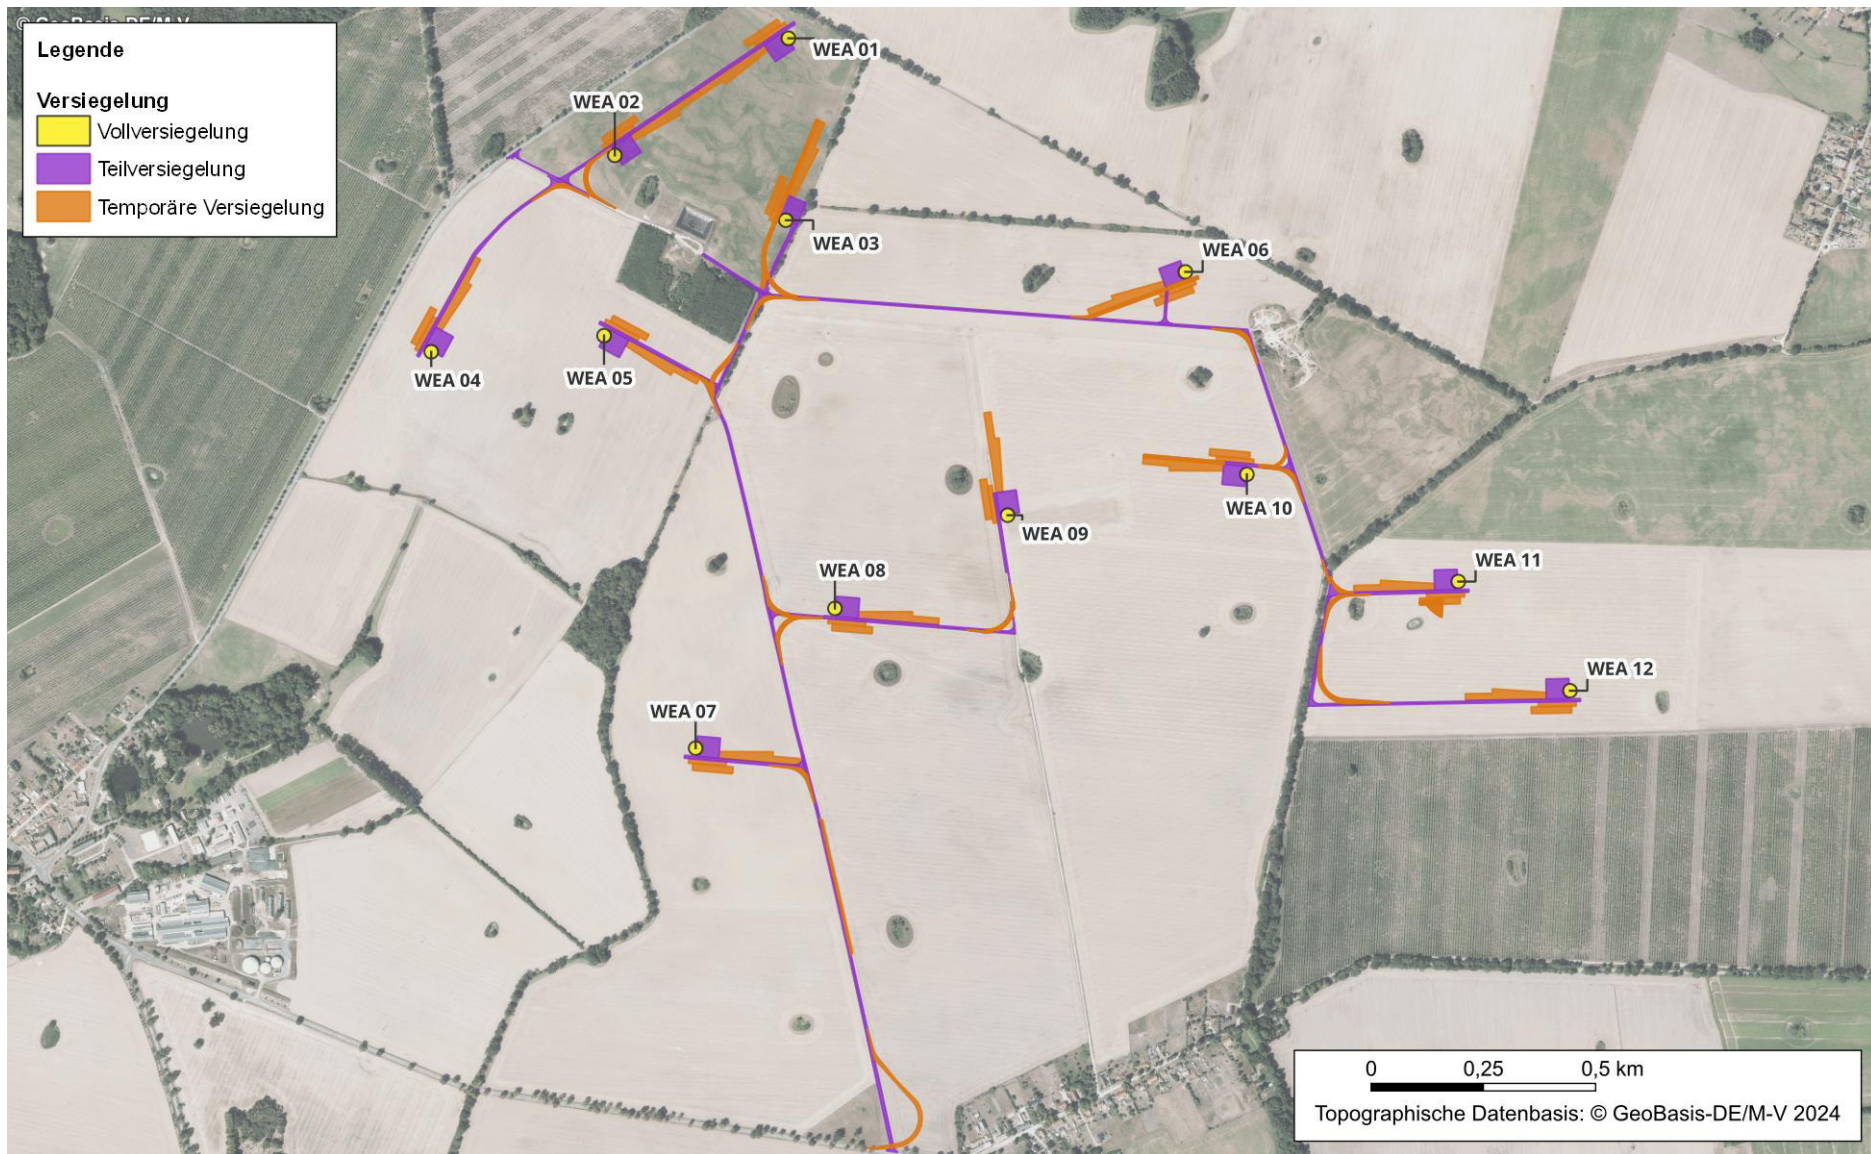 © GeoBasis-DE/M-V
Legende
Versiegelung
Vollversiegelung
Teilversiegelung
Temporäre Versiegelung
WEA 01
WEA 02
WEA 03
WEA 06
WEA 04
WEA 05
WEA 10
WEA 09
WEA 11
WEA 08
WEA 12
WEA 07
0 0,25 0,5 km
Topographische Datenbasis: © GeoBasis-DE/M-V 2024